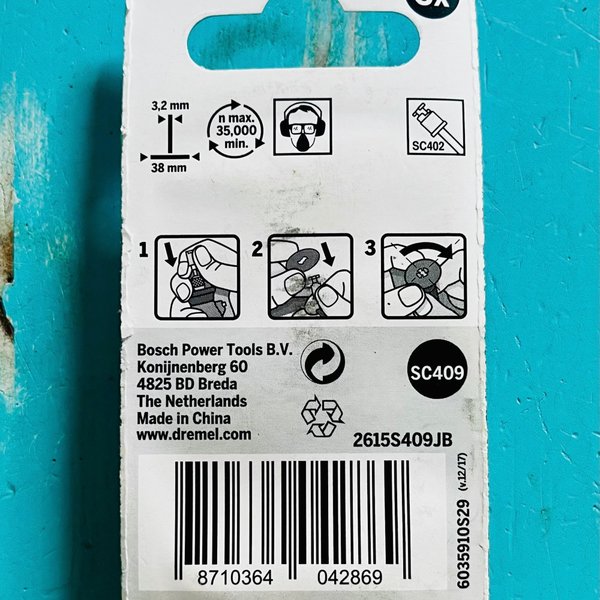 3,2 mm
38 mm
n max.
35,000
min.
SC402
1
2
3
Bosch Power Tools B.V.
Konijnenberg 60
4825 BD Breda
The Netherlands
Made in China
www.dremel.com
SC409
2615S409JB
8710364 042869
6035910S29 (v.12/17)